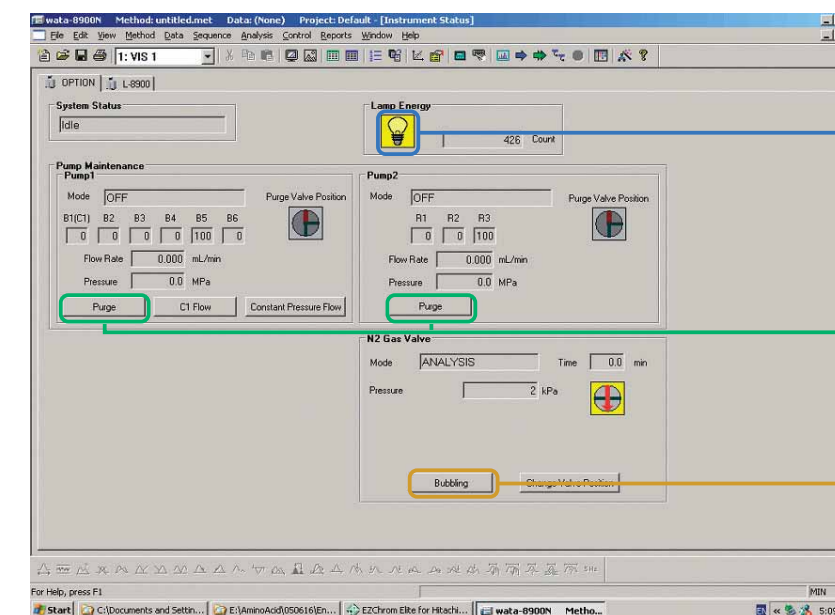 wata-8900N Method: untitled.met Data: (None) Project: Default - [Instrument Status]
File Edit View Method Data Sequence Analysis Control Reports Window Help
1: VIS 1
OPTION L-8900
System Status
Idle
Lamp Energy
426 Count
Pump Maintenance
Pump1
Mode OFF Purge Valve Position
B1(C1) B2 B3 B4 B5 B6
0 0 0 0 100 0
Flow Rate 0.000 mL/min
Pressure 0.0 MPa
Purge C1 Flow Constant Pressure Flow
Pump2
Mode OFF Purge Valve Position
R1 R2 R3
0 0 100
Flow Rate 0.000 mL/min
Pressure 0.0 MPa
Purge
N2 Gas Valve
Mode ANALYSIS Time 0.0 min
Pressure 2 kPa
Bubbling Change Valve Position
For Help, press F1 MIN
Start C:\Documents and Settin... E:\AminoAcid\050616\En... EZChrom Elite for Hitachi... wata-8900N Metho... 5:09